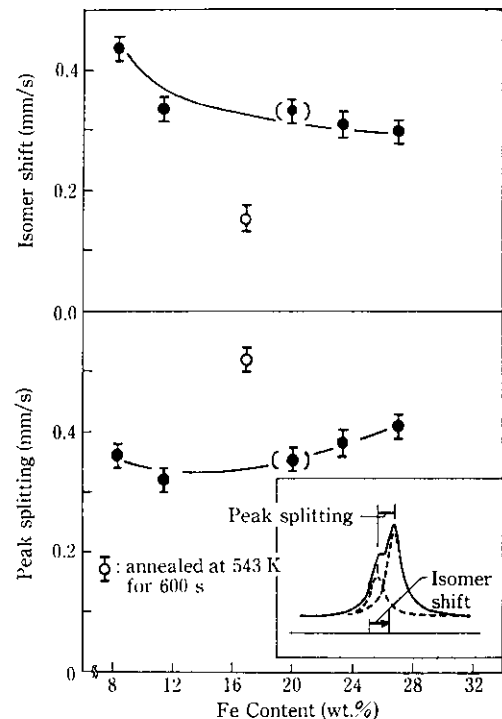 Isomer shift (mm/s)
0.4
0.2
0.0
Peak splitting (mm/s)
0.4
0.2
0
: annealed at 543 K
for 600 s
Peak splitting
Isomer
shift
8 12 16 20 24 28 32
Fe Content (wt.%)